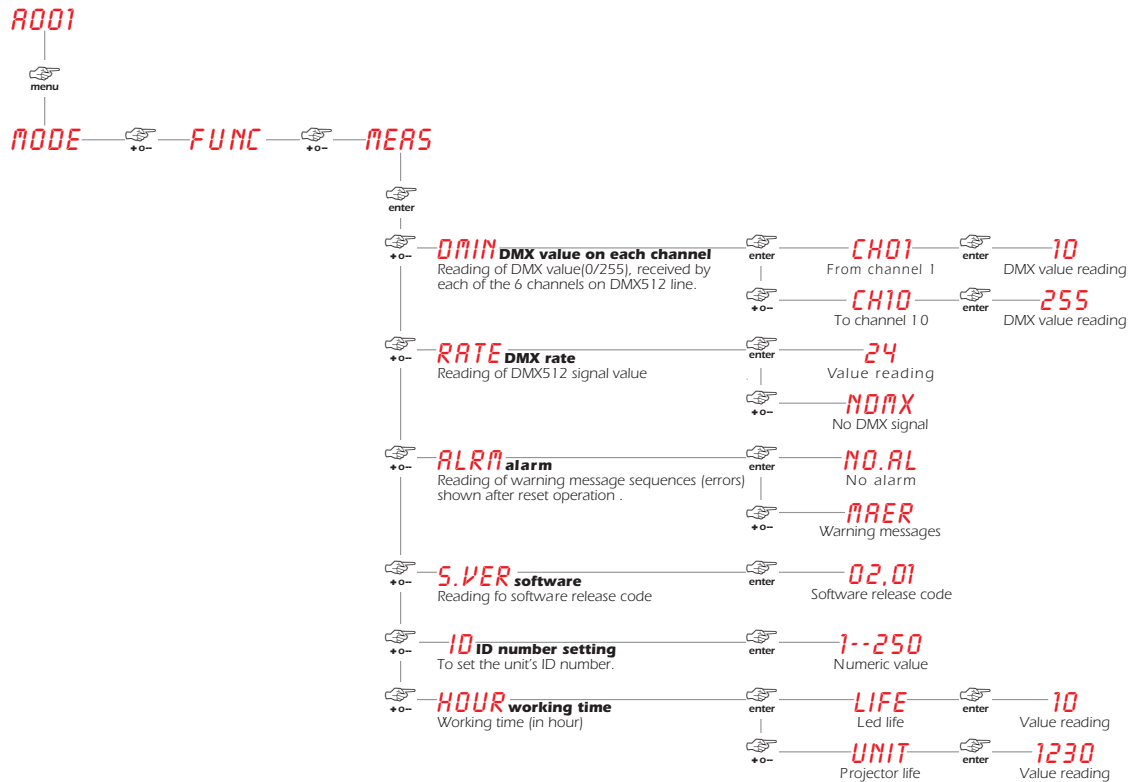 A001
menu
MODE + o -- FUNC + o -- MEAS
enter
+ o -- DMIN DMX value on each channel enter CH01 enter 10
Reading of DMX value(0/255), received by From channel 1 DMX value reading
each of the 6 channels on DMX512 line.
+ o -- CH10 enter 255
To channel 10 DMX value reading
+ o -- RATE DMX rate enter 24
Reading of DMX512 signal value Value reading
+ o -- NDMX
No DMX signal
+ o -- ALRM alarm enter NO.AL
Reading of warning message sequences (errors) No alarm
shown after reset operation .
+ o -- MAER
Warning messages
+ o -- S.VER software enter 02,01
Reading fo software release code Software release code
+ o -- ID ID number setting enter 1--250
To set the unit's ID number. Numeric value
+ o -- HOUR working time enter LIFE enter 10
Working time (in hour) Led life Value reading
+ o -- UNIT enter 1230
Projector life Value reading